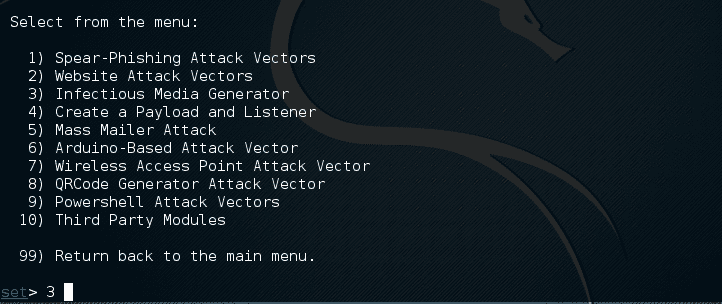 Select from the menu:
1) Spear-Phishing Attack Vectors
2) Website Attack Vectors
3) Infectious Media Generator
4) Create a Payload and Listener
5) Mass Mailer Attack
6) Arduino-Based Attack Vector
7) Wireless Access Point Attack Vector
8) QRCode Generator Attack Vector
9) Powershell Attack Vectors
10) Third Party Modules
99) Return back to the main menu.
set> 3